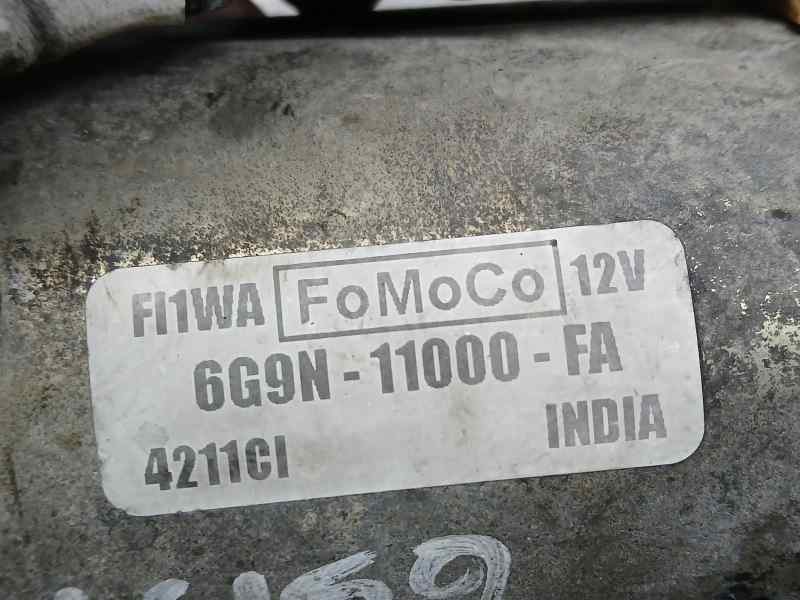 FI1WA FoMoCo 12V
6G9N - 11000 - FA
4211CI INDIA